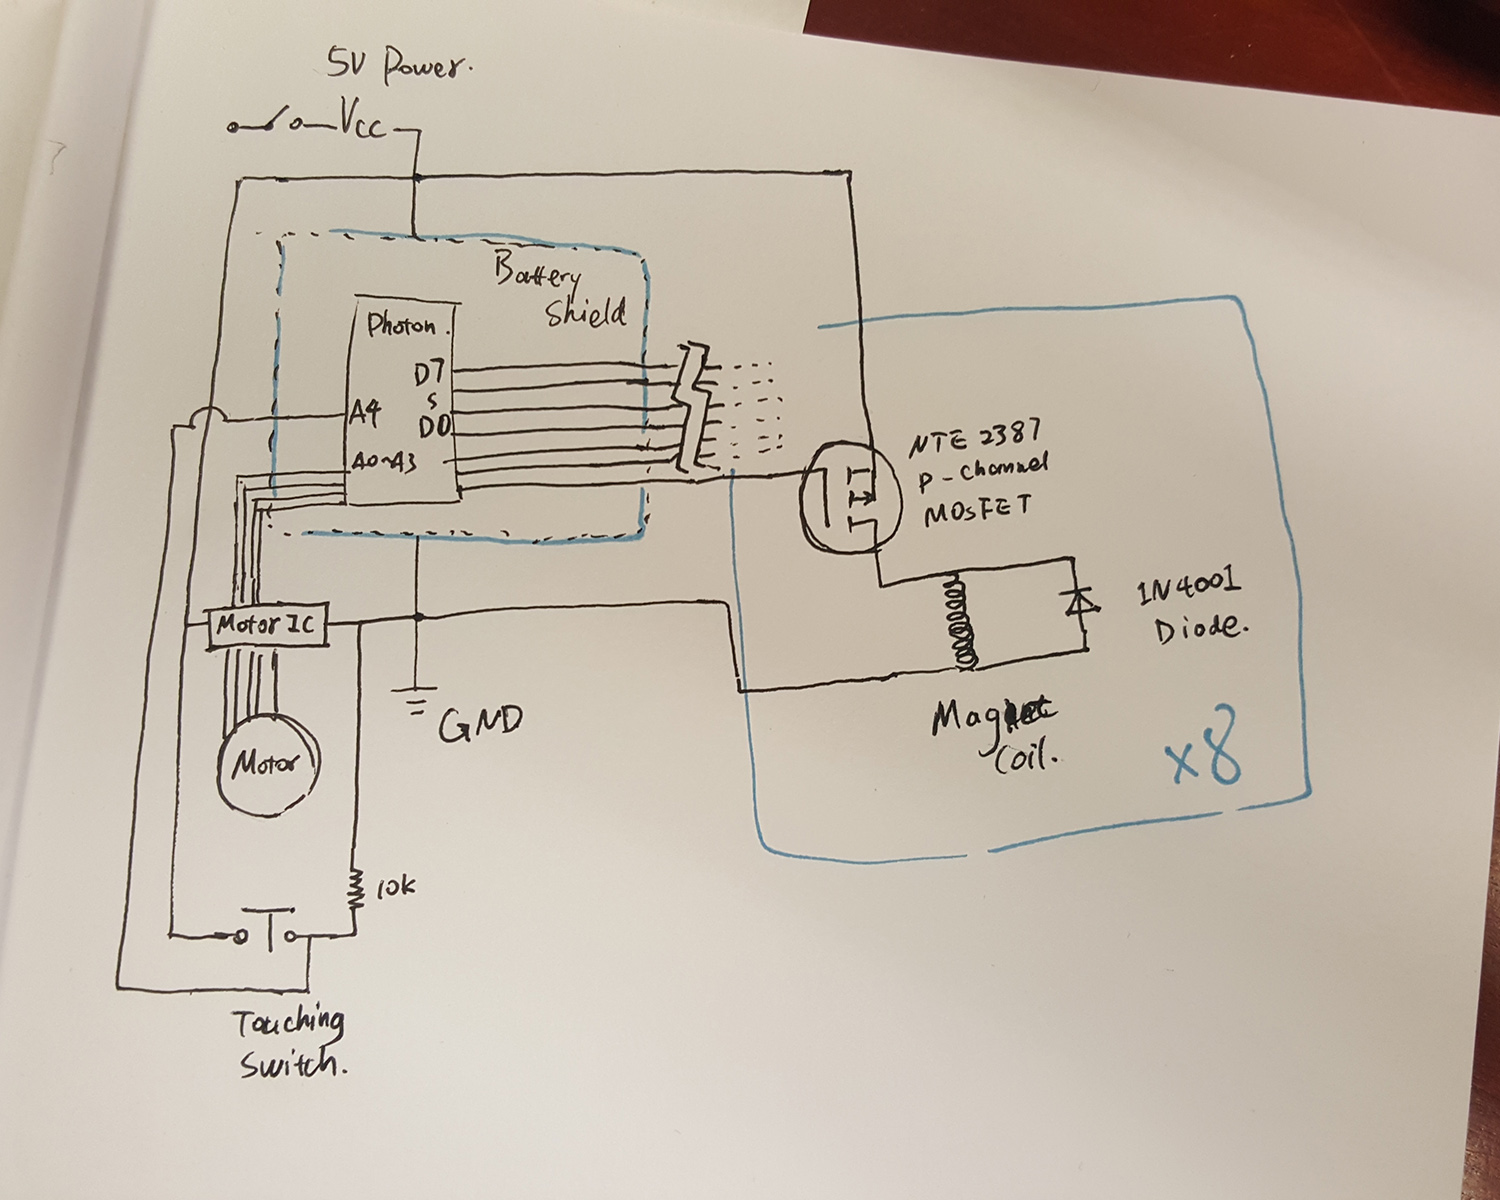 5V Power.
Vcc
Battery
Shield
Photon.
D7
s
D0
A4
A0~A3
NTE 2387
P-Channel
MOSFET
1N4001
Diode.
Motor IC
GND
Magnet
Coil.
x8
Motor
10k
Touching
Switch.